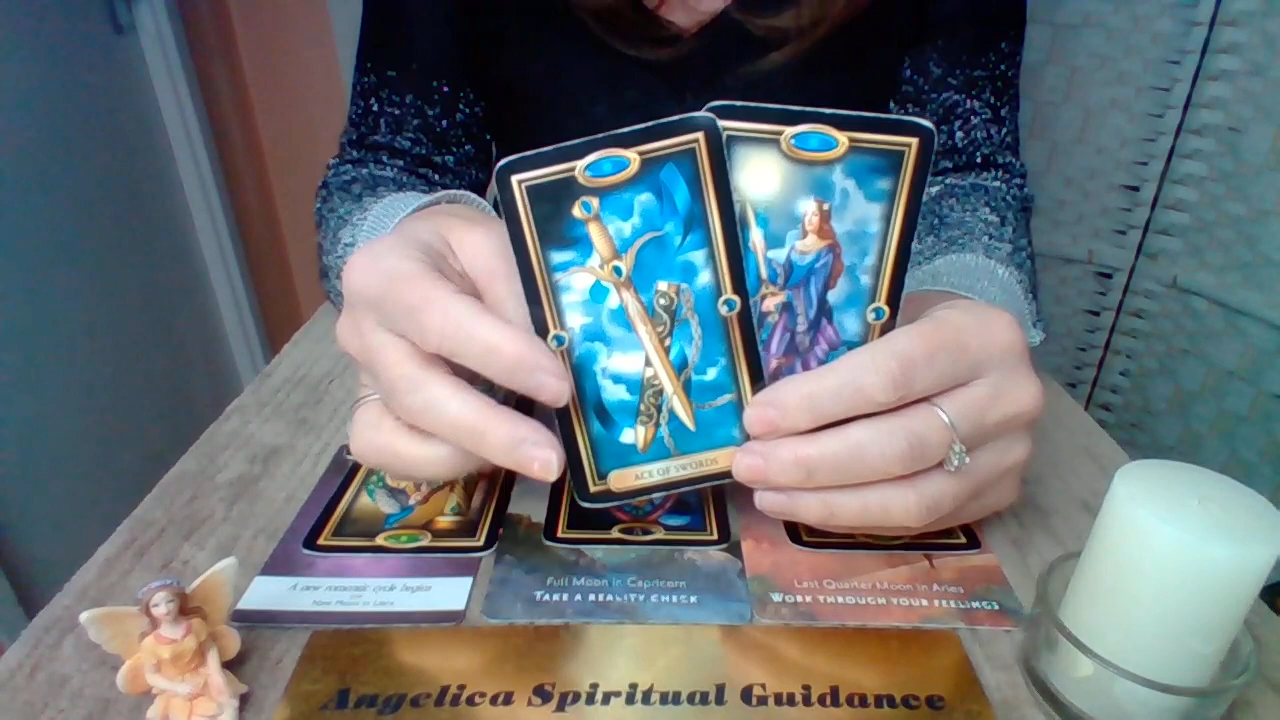 ACE OF SWORDS
A new romantic cycle begins
New Moon in Libra
Full Moon in Capricorn
TAKE A REALITY CHECK
Last Quarter Moon in Aries
WORK THROUGH YOUR FEELINGS
Angelica Spiritual Guidance